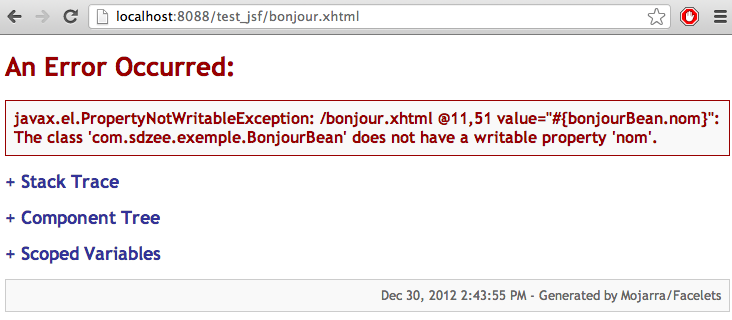 localhost:8088/test_jsf/bonjour.xhtml
An Error Occurred:
javax.el.PropertyNotWritableException: /bonjour.xhtml @11,51 value="#{bonjourBean.nom}":
The class 'com.sdzee.exemple.BonjourBean' does not have a writable property 'nom'.
+ Stack Trace
+ Component Tree
+ Scoped Variables
Dec 30, 2012 2:43:55 PM - Generated by Mojarra/Facelets